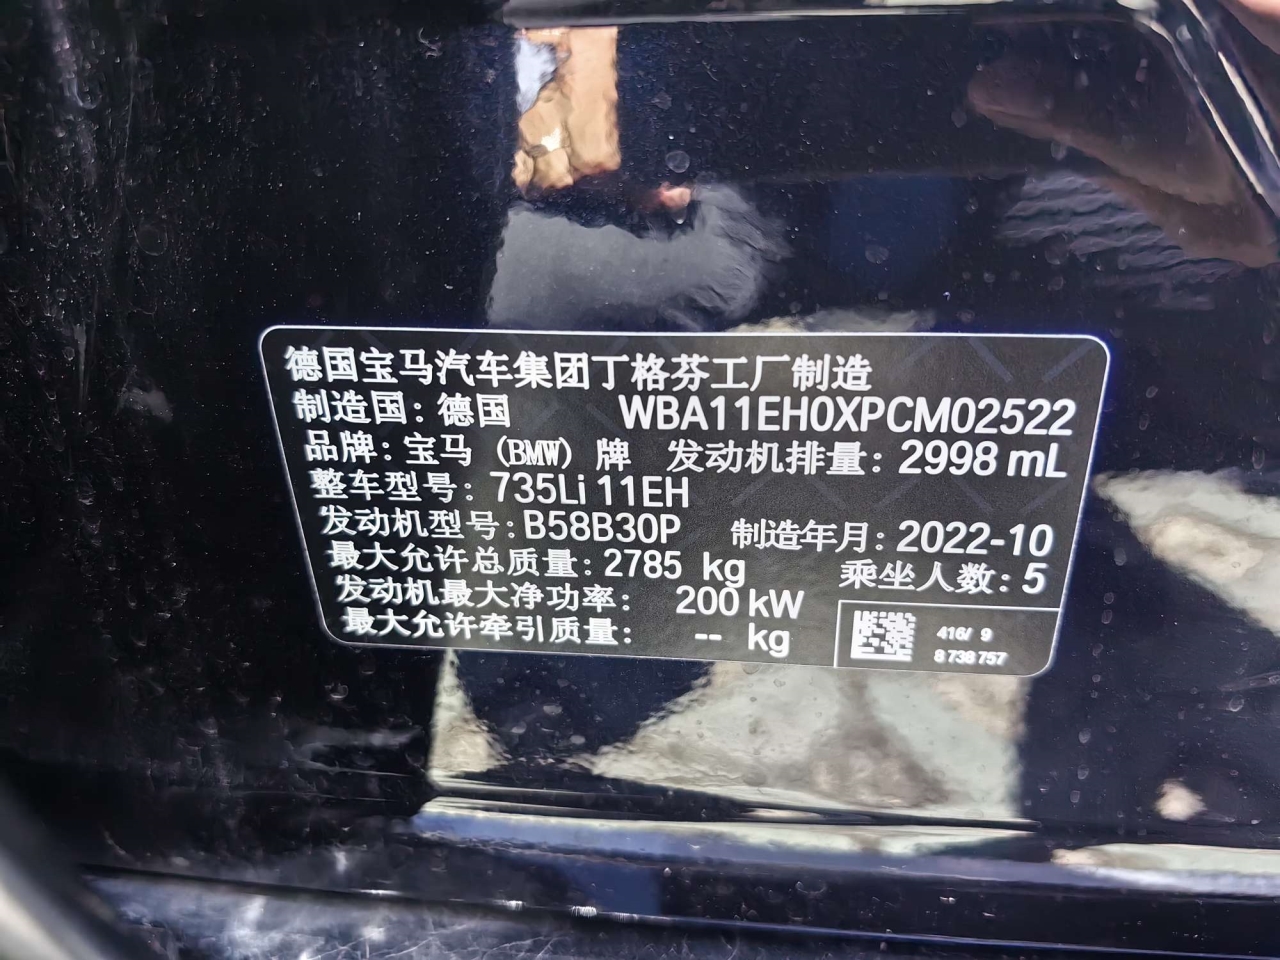 德国宝马汽车集团丁格芬工厂制造
制造国：德国 WBA11EH0XPCM02522
品牌：宝马（BMW）牌 发动机排量：2998 mL
整车型号：735Li 11EH
发动机型号：B58B30P 制造年月：2022-10
最大允许总质量：2785 kg 乘坐人数：5
发动机最大净功率：200 kW
最大允许牵引质量：-- kg
416/ 9
8 738 757